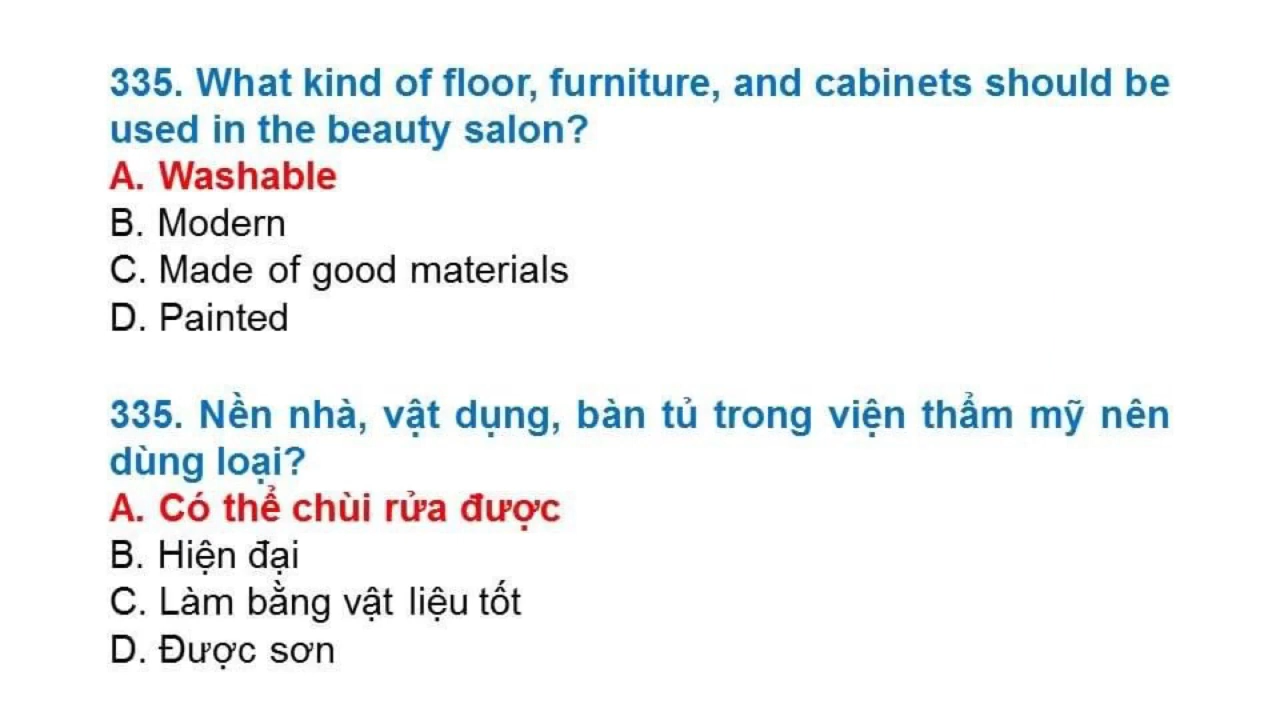 335. What kind of floor, furniture, and cabinets should be
used in the beauty salon?
A. Washable
B. Modern
C. Made of good materials
D. Painted
335. Nền nhà, vật dụng, bàn tủ trong viện thẩm mỹ nên
dùng loại?
A. Có thể chùi rửa được
B. Hiện đại
C. Làm bằng vật liệu tốt
D. Được sơn